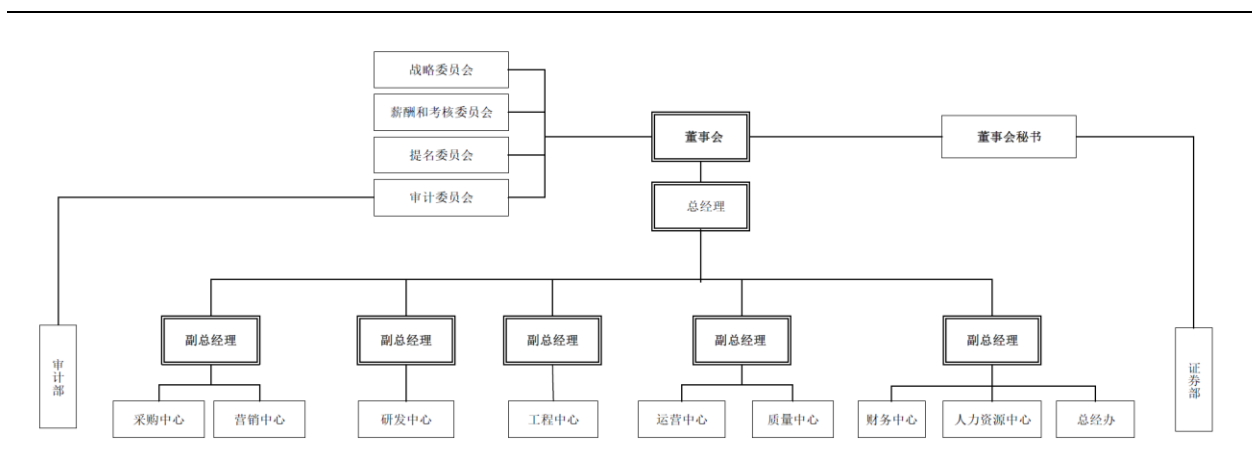 战略委员会
薪酬和考核委员会
董事会
董事会秘书
提名委员会
审计委员会
总经理
副总经理
副总经理
副总经理
副总经理
副总经理
审计部
证券部
采购中心
营销中心
研发中心
工程中心
运营中心
质量中心
财务中心
人力资源中心
总经办